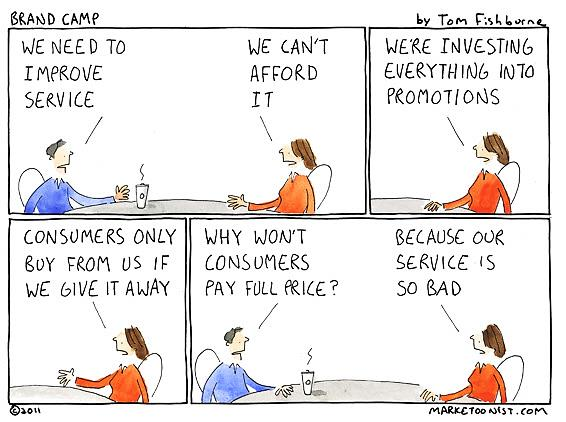 BRAND CAMP
by Tom Fishburne
WE NEED TO
IMPROVE
SERVICE
WE CAN'T
AFFORD
IT
WE'RE INVESTING
EVERYTHING INTO
PROMOTIONS
CONSUMERS ONLY
BUY FROM US IF
WE GIVE IT AWAY
WHY WON'T
CONSUMERS
PAY FULL PRICE?
BECAUSE OUR
SERVICE IS
SO BAD
©2011
MARKETOONIST.COM